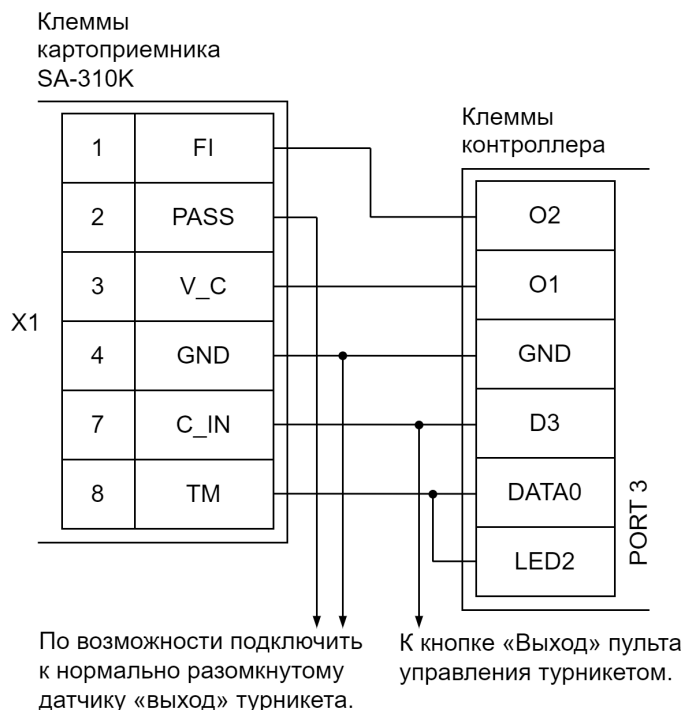 Клеммы
картоприемника
SA-310K
Клеммы
контроллера
X1
1 FI
2 PASS
3 V_C
4 GND
7 C_IN
8 TM
O2
O1
GND
D3
DATA0
LED2
PORT 3
По возможности подключить
к нормально разомкнутому
датчику «выход» турникета.
К кнопке «Выход» пульта
управления турникетом.